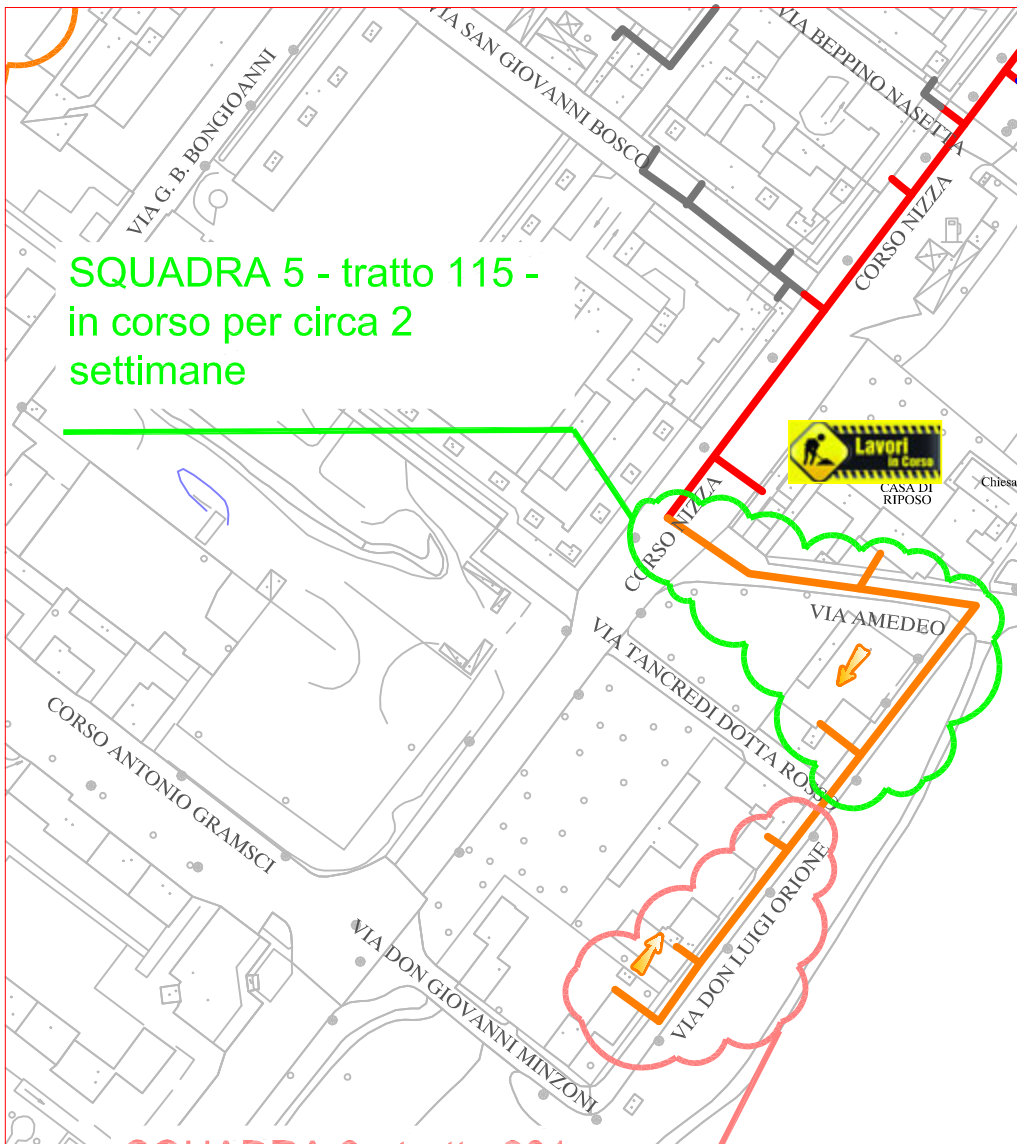 VIA SAN GIOVANNI BOSCO
VIA BEPPINO NASETTA
VIA G. B. BONGIOANNI
CORSO NIZZA
SQUADRA 5 - tratto 115 -
in corso per circa 2
settimane
Lavori
in Corso
CASA DI
RIPOSO
Chiesa
CORSO NIZZA
VIA AMEDEO
VIA TANCREDI DOTTA ROSSO
CORSO ANTONIO GRAMSCI
VIA DON LUIGI ORIONE
VIA DON GIOVANNI MINZONI